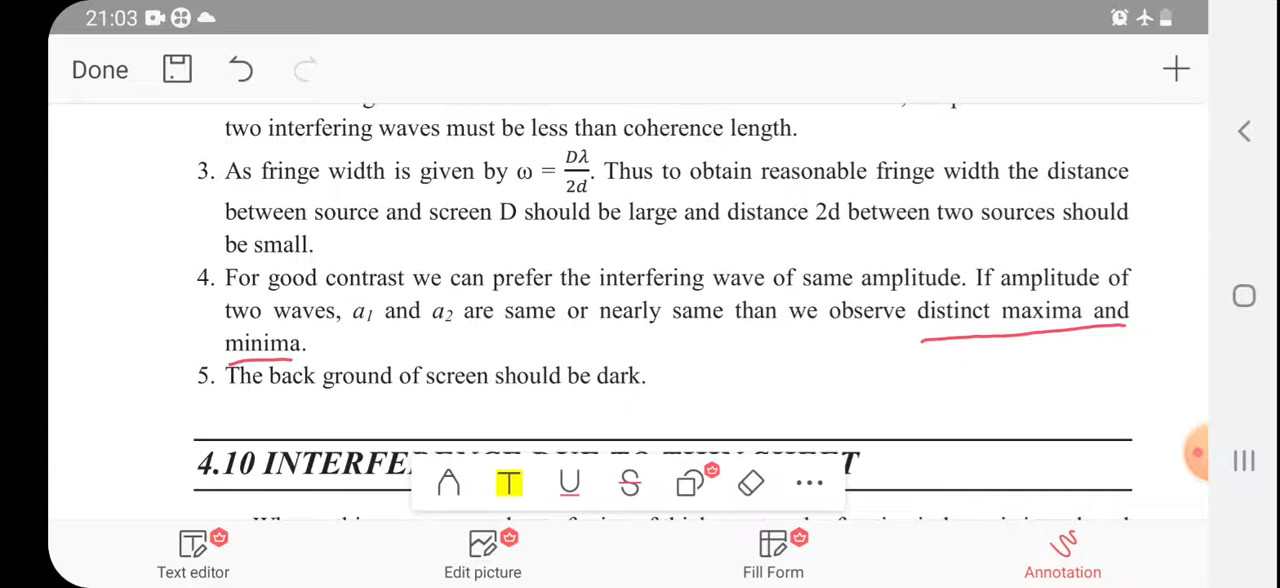 21:03
Done
two interfering waves must be less than coherence length.
3. As fringe width is given by ω = Dλ/2d. Thus to obtain reasonable fringe width the distance
between source and screen D should be large and distance 2d between two sources should
be small.
4. For good contrast we can prefer the interfering wave of same amplitude. If amplitude of
two waves, a1 and a2 are same or nearly same than we observe distinct maxima and
minima.
5. The back ground of screen should be dark.
4.10 INTERFERENCE DUE TO THIN SHEET
Text editor
Edit picture
Fill Form
Annotation